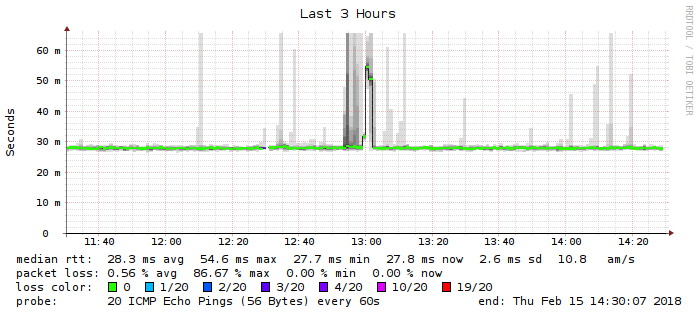 Last 3 Hours
RRDTOOL / TOBI OETIKER
Seconds
60 m
50 m
40 m
30 m
20 m
10 m
0
11:40 12:00 12:20 12:40 13:00 13:20 13:40 14:00 14:20
median rtt: 28.3 ms avg 54.6 ms max 27.7 ms min 27.8 ms now 2.6 ms sd 10.8 am/s
packet loss: 0.56 % avg 86.67 % max 0.00 % min 0.00 % now
loss color: 0 1/20 2/20 3/20 4/20 10/20 19/20
probe: 20 ICMP Echo Pings (56 Bytes) every 60s end: Thu Feb 15 14:30:07 2018